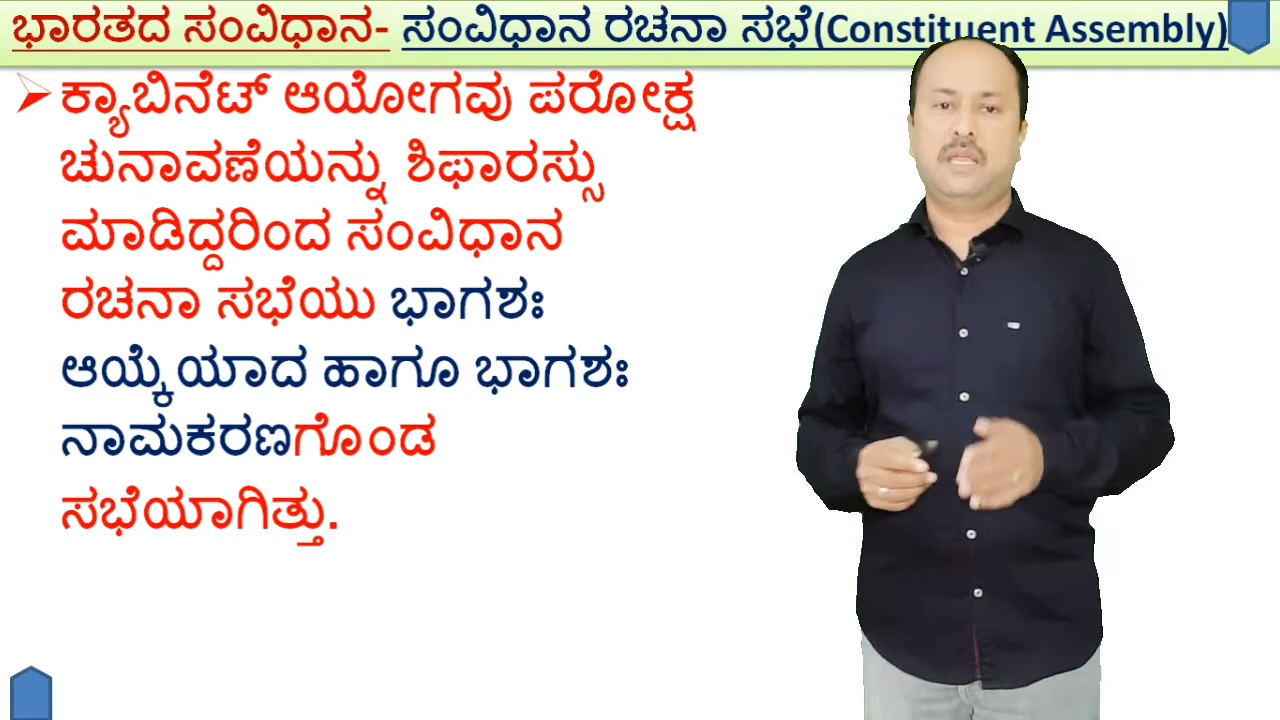 ಭಾರತದ ಸಂವಿಧಾನ- ಸಂವಿಧಾನ ರಚನಾ ಸಭೆ(Constituent Assembly)
ಕ್ಯಾಬಿನೆಟ್ ಆಯೋಗವು ಪರೋಕ್ಷ
ಚುನಾವಣೆಯನ್ನು ಶಿಫಾರಸ್ಸು
ಮಾಡಿದ್ದರಿಂದ ಸಂವಿಧಾನ
ರಚನಾ ಸಭೆಯು ಭಾಗಶಃ
ಆಯ್ಕೆಯಾದ ಹಾಗೂ ಭಾಗಶಃ
ನಾಮಕರಣಗೊಂಡ
ಸಭೆಯಾಗಿತ್ತು.